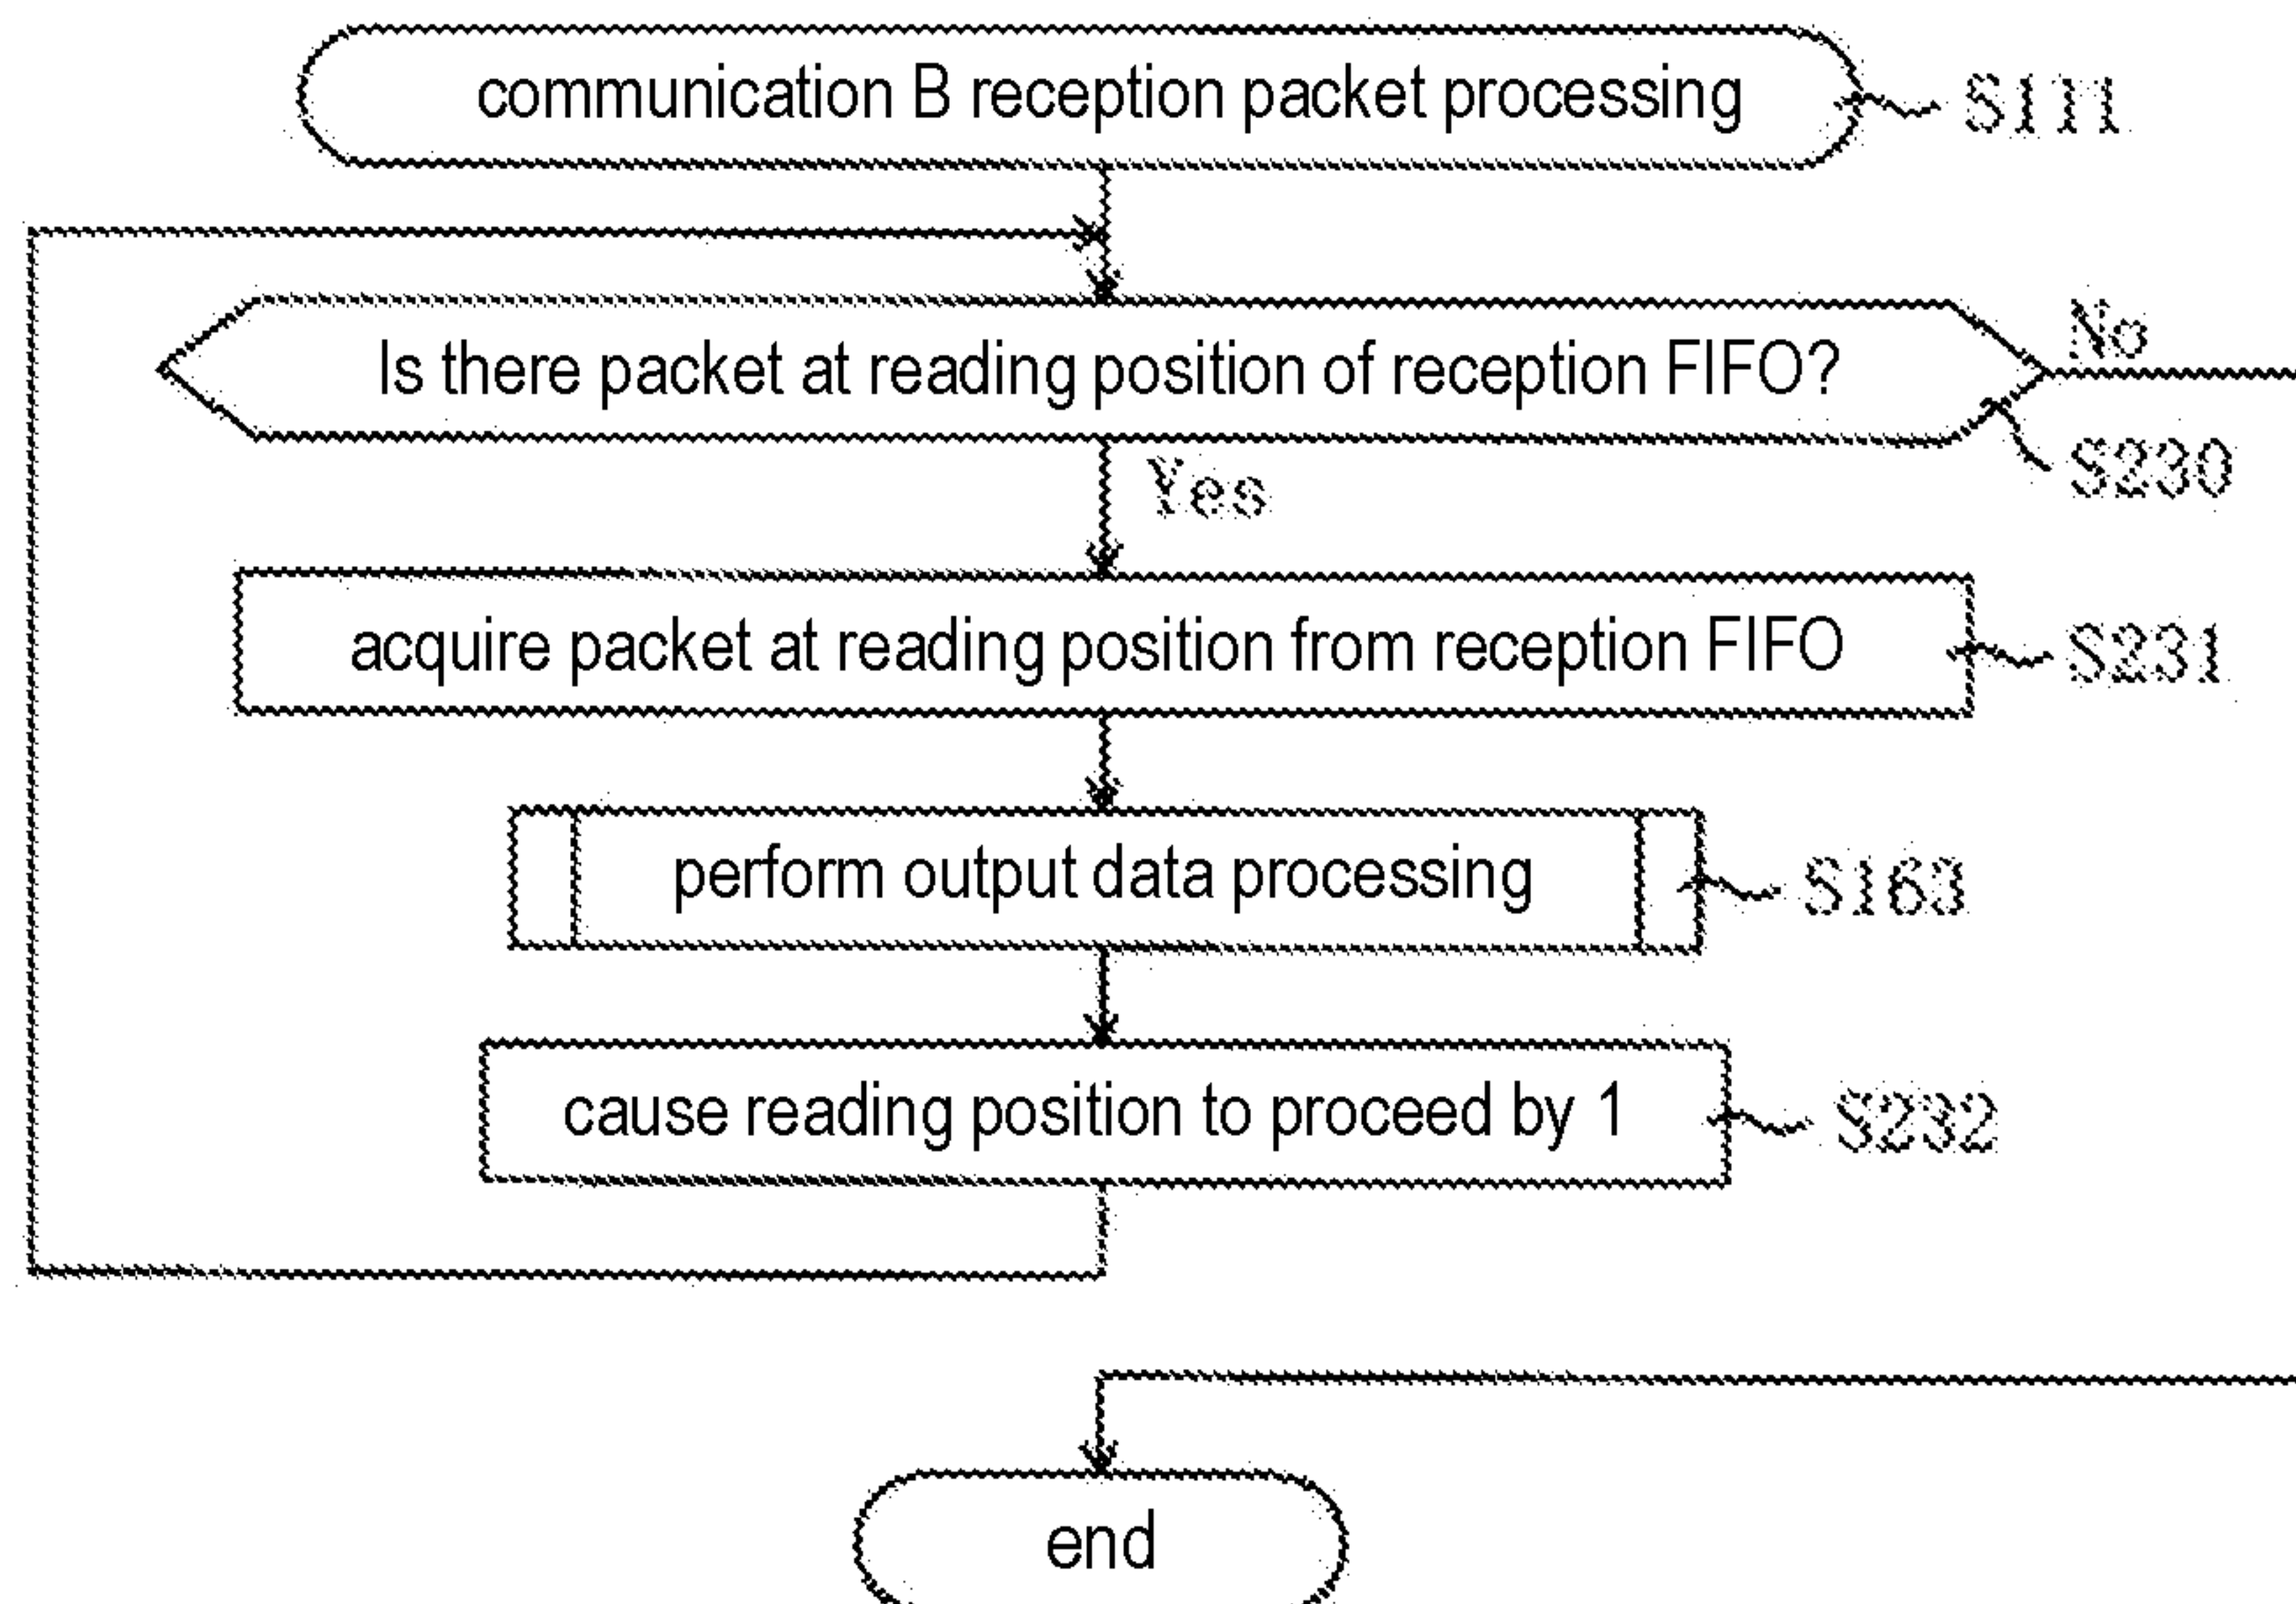 communication B reception packet processing
S171
Is there packet at reading position of reception FIFO?
No
S230
Yes
acquire packet at reading position from reception FIFO
S231
perform output data processing
S163
cause reading position to proceed by 1
S232
end